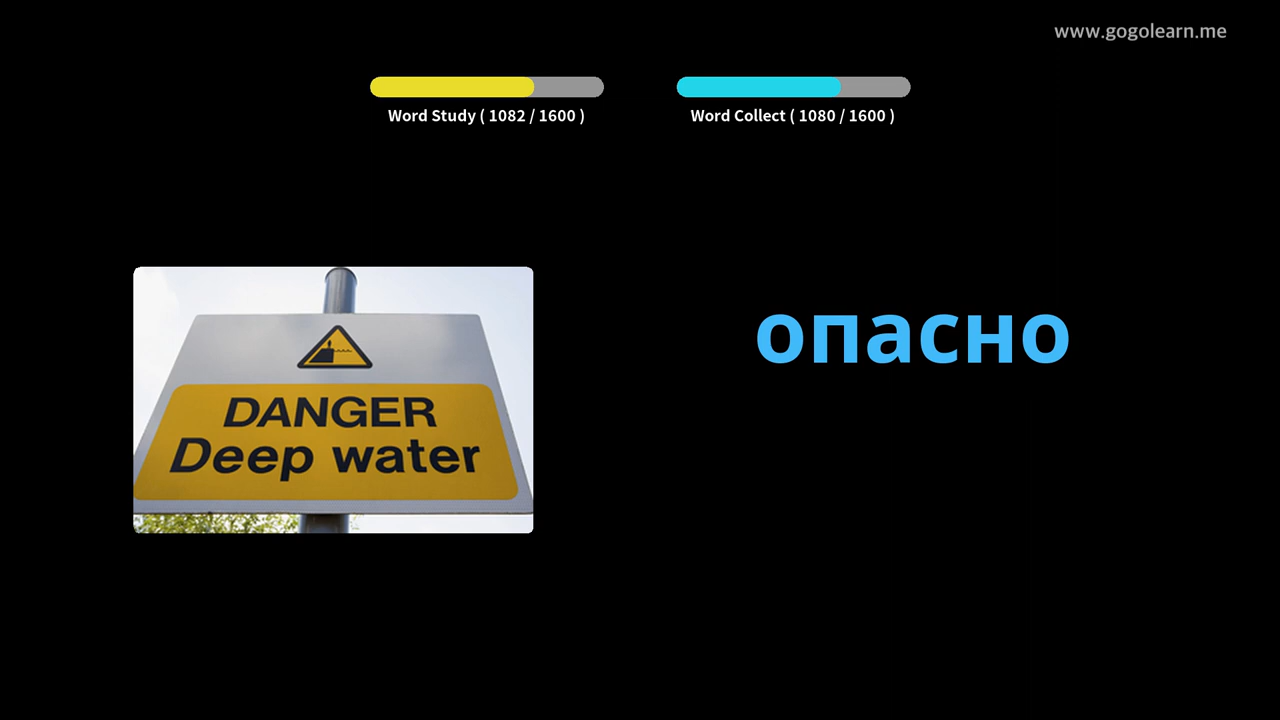 www.gogolearn.me
Word Study ( 1082 / 1600 )
Word Collect ( 1080 / 1600 )
опасно
DANGER
Deep water